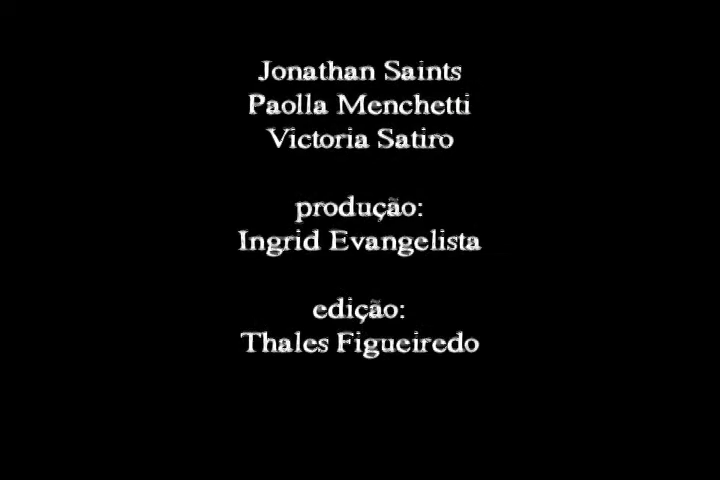 Jonathan Saints
Paolla Menchetti
Victoria Satiro
produção:
Ingrid Evangelista
edição:
Thales Figueiredo